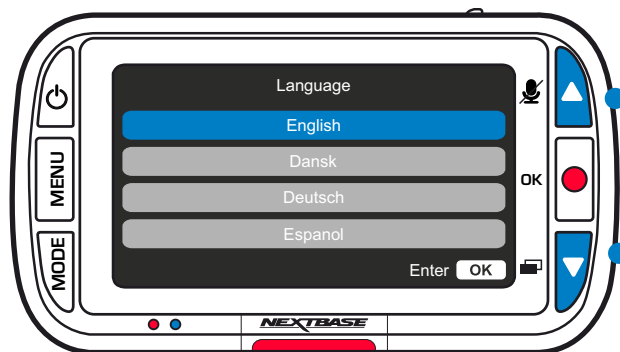 Language
English
Dansk
Deutsch
Espanol
Enter OK
MENU
MODE
OK
NEXTBASE